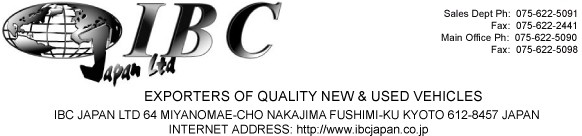 IBC
Japan Ltd
Sales Dept Ph: 075-622-5091
Fax: 075-622-2441
Main Office Ph: 075-622-5090
Fax: 075-622-5098
EXPORTERS OF QUALITY NEW & USED VEHICLES
IBC JAPAN LTD 64 MIYANOMAE-CHO NAKAJIMA FUSHIMI-KU KYOTO 612-8457 JAPAN
INTERNET ADDRESS: http://www.ibcjapan.co.jp